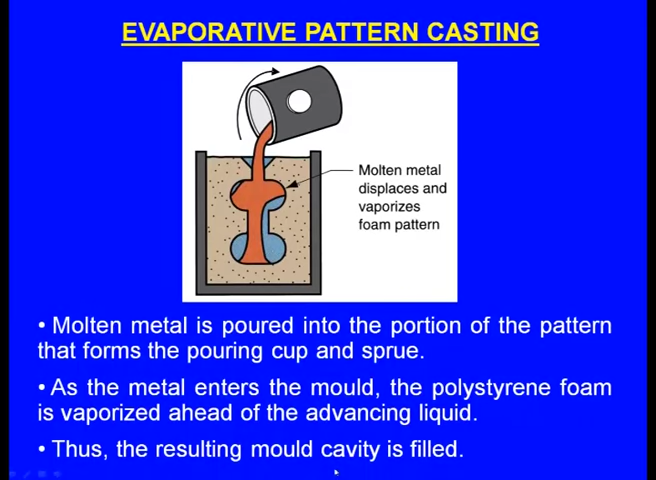 EVAPORATIVE PATTERN CASTING
Molten metal
displaces and
vaporizes
foam pattern
• Molten metal is poured into the portion of the pattern
that forms the pouring cup and sprue.
• As the metal enters the mould, the polystyrene foam
is vaporized ahead of the advancing liquid.
• Thus, the resulting mould cavity is filled.